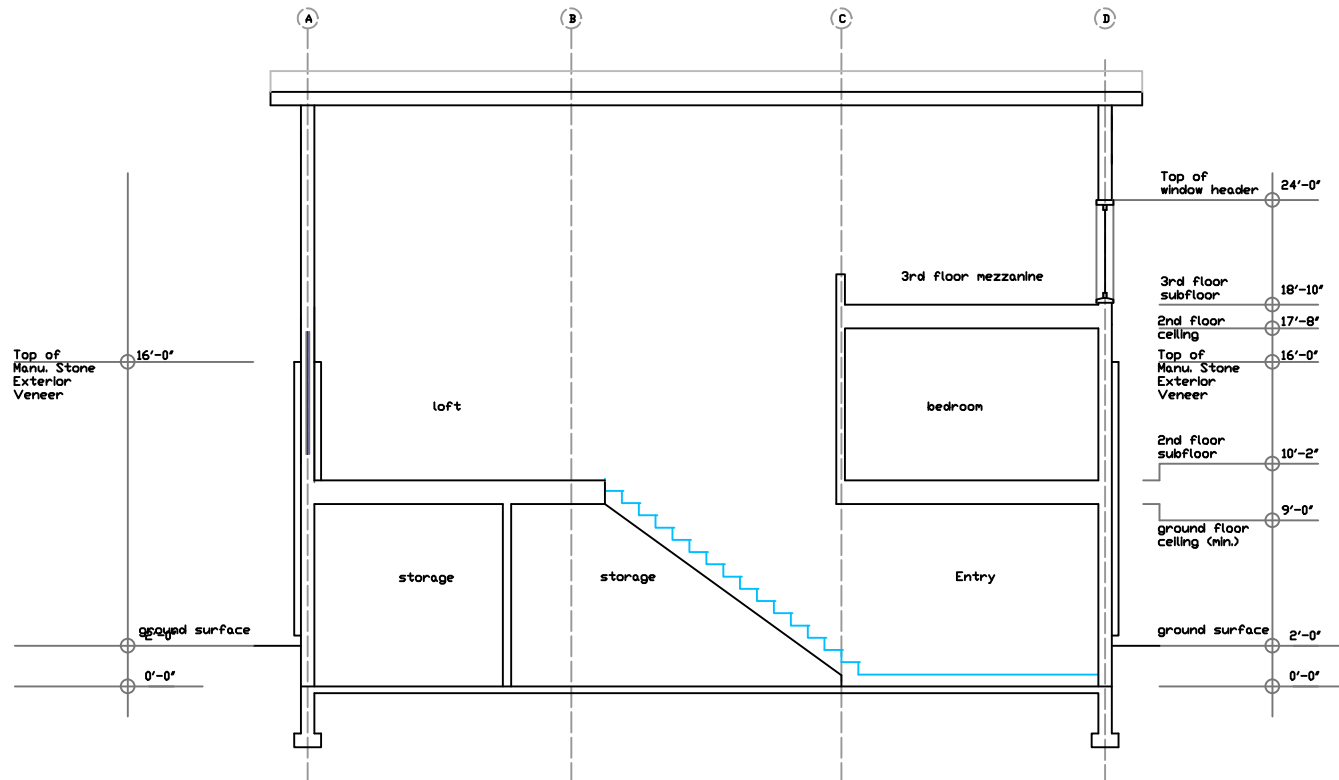 A B C D
Top of
window header
24'-0"
3rd floor mezzanine
3rd floor
subfloor
18'-10"
2nd floor
ceiling
17'-8"
Top of
Manu. Stone
Exterior
Veneer
16'-0"
Top of
Manu. Stone
Exterior
Veneer
16'-0"
loft
bedroom
2nd floor
subfloor
10'-2"
9'-0"
ground floor
ceiling (min.)
storage
storage
Entry
ground surface
2'-0"
ground surface
2'-0"
0'-0"
0'-0"